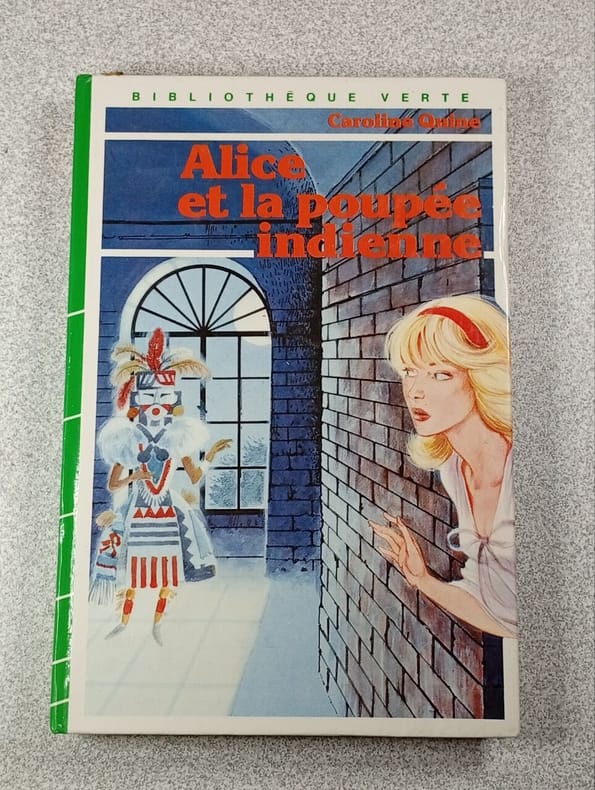 BIBLIOTHÈQUE VERTE
Caroline Quine
Alice
et la poupée
indienne